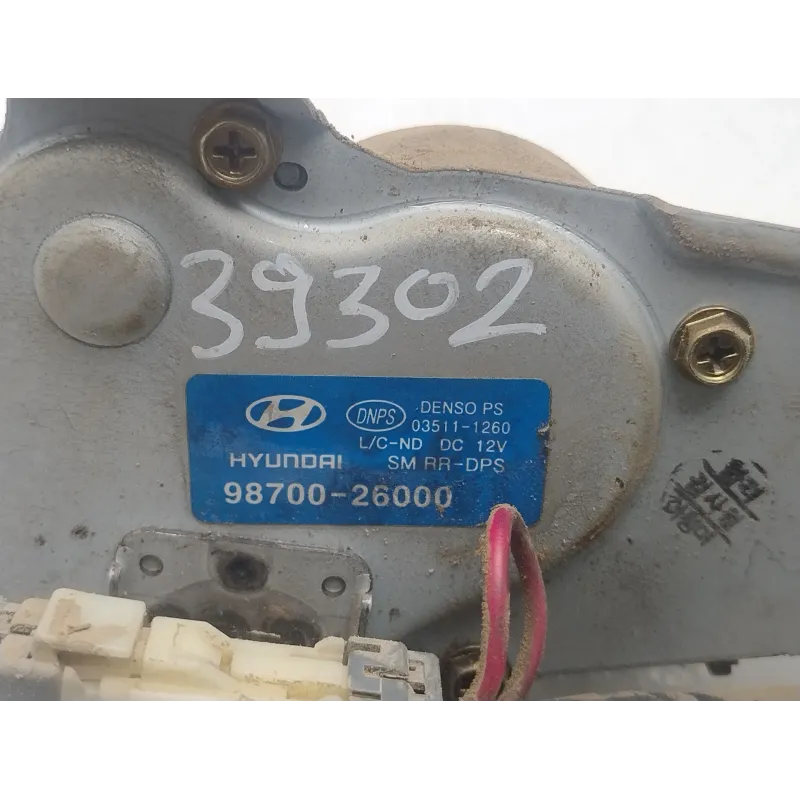 39302
DNPS DENSO PS
03511-1260
L/C-ND DC 12V
HYUNDAI SM RR-DPS
98700-26000